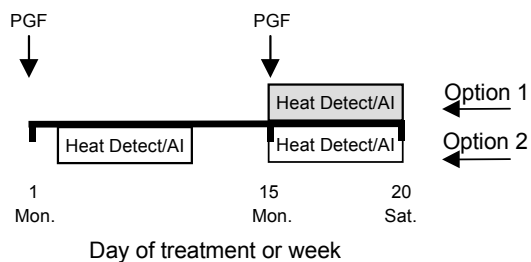 PGF PGF
Heat Detect/AI Option 1
Heat Detect/AI Heat Detect/AI Option 2
1 15 20
Mon. Mon. Sat.
Day of treatment or week